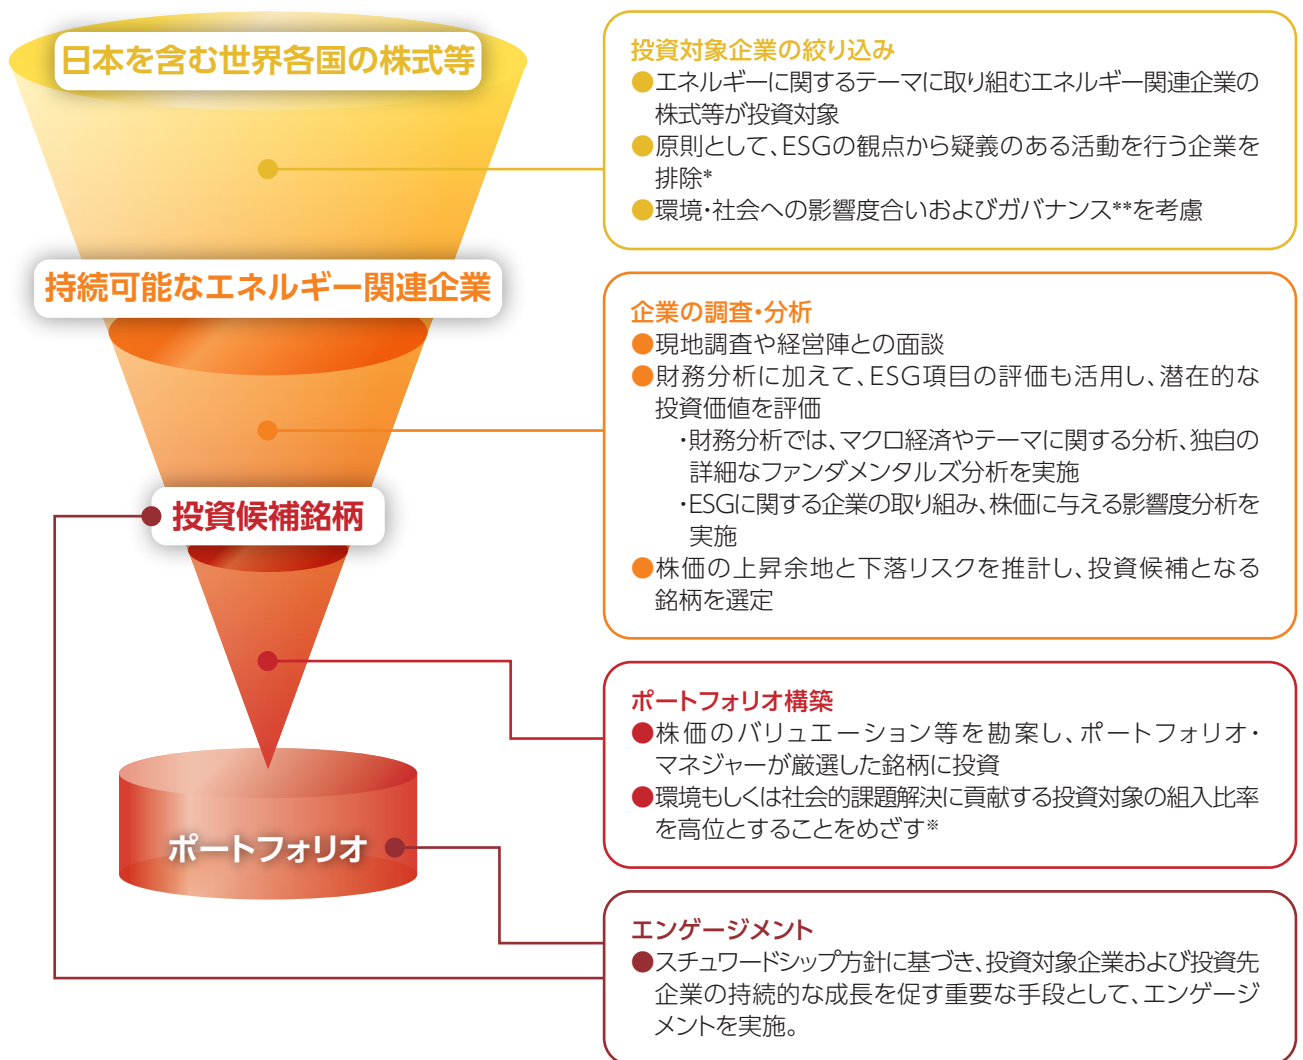 日本を含む世界各国の株式等
持続可能なエネルギー関連企業
投資候補銘柄
ポートフォリオ
投資対象企業の絞り込み
●エネルギーに関するテーマに取り組むエネルギー関連企業の
株式等が投資対象
●原則として、ESGの観点から疑義のある活動を行う企業を
排除*
●環境・社会への影響度合いおよびガバナンス**を考慮
企業の調査・分析
●現地調査や経営陣との面談
●財務分析に加えて、ESG項目の評価も活用し、潜在的な
投資価値を評価
・財務分析では、マクロ経済やテーマに関する分析、独自の
詳細なファンダメンタルズ分析を実施
・ESGに関する企業の取り組み、株価に与える影響度分析を
実施
●株価の上昇余地と下落リスクを推計し、投資候補となる
銘柄を選定
ポートフォリオ構築
●株価のバリュエーション等を勘案し、ポートフォリオ・
マネジャーが厳選した銘柄に投資
●環境もしくは社会的課題解決に貢献する投資対象の組入比率
を高位とすることをめざす※
エンゲージメント
●スチュワードシップ方針に基づき、投資対象企業および投資先
企業の持続的な成長を促す重要な手段として、エンゲージ
メントを実施。